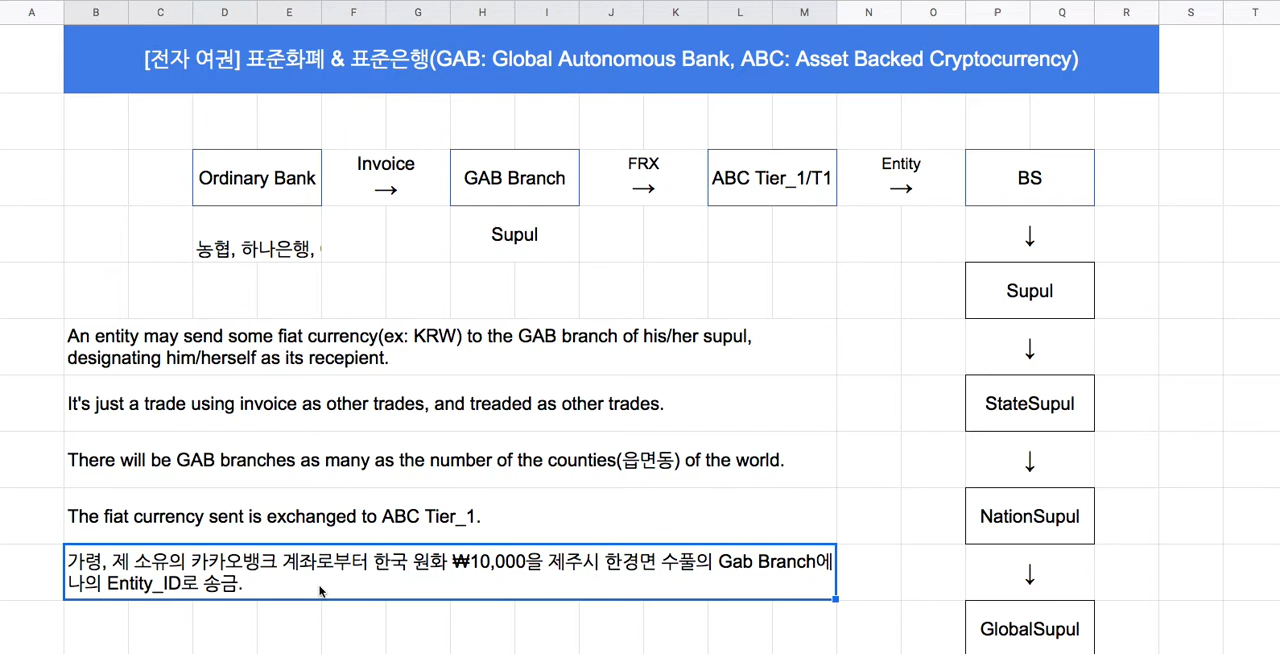 A B C D E F G H I J K L M N O P Q R S T
[전자 여권] 표준화폐 & 표준은행(GAB: Global Autonomous Bank, ABC: Asset Backed Cryptocurrency)
Ordinary Bank Invoice → GAB Branch FRX → ABC Tier_1/T1 Entity → BS
농협, 하나은행, Supul ↓
Supul
An entity may send some fiat currency(ex: KRW) to the GAB branch of his/her supul,
designating him/herself as its recepient.
↓
It's just a trade using invoice as other trades, and treaded as other trades. StateSupul
There will be GAB branches as many as the number of the counties(읍면동) of the world. ↓
The fiat currency sent is exchanged to ABC Tier_1. NationSupul
가령, 제 소유의 카카오뱅크 계좌로부터 한국 원화 ₩10,000을 제주시 한경면 수풀의 Gab Branch에
나의 Entity_ID로 송금.
↓
GlobalSupul